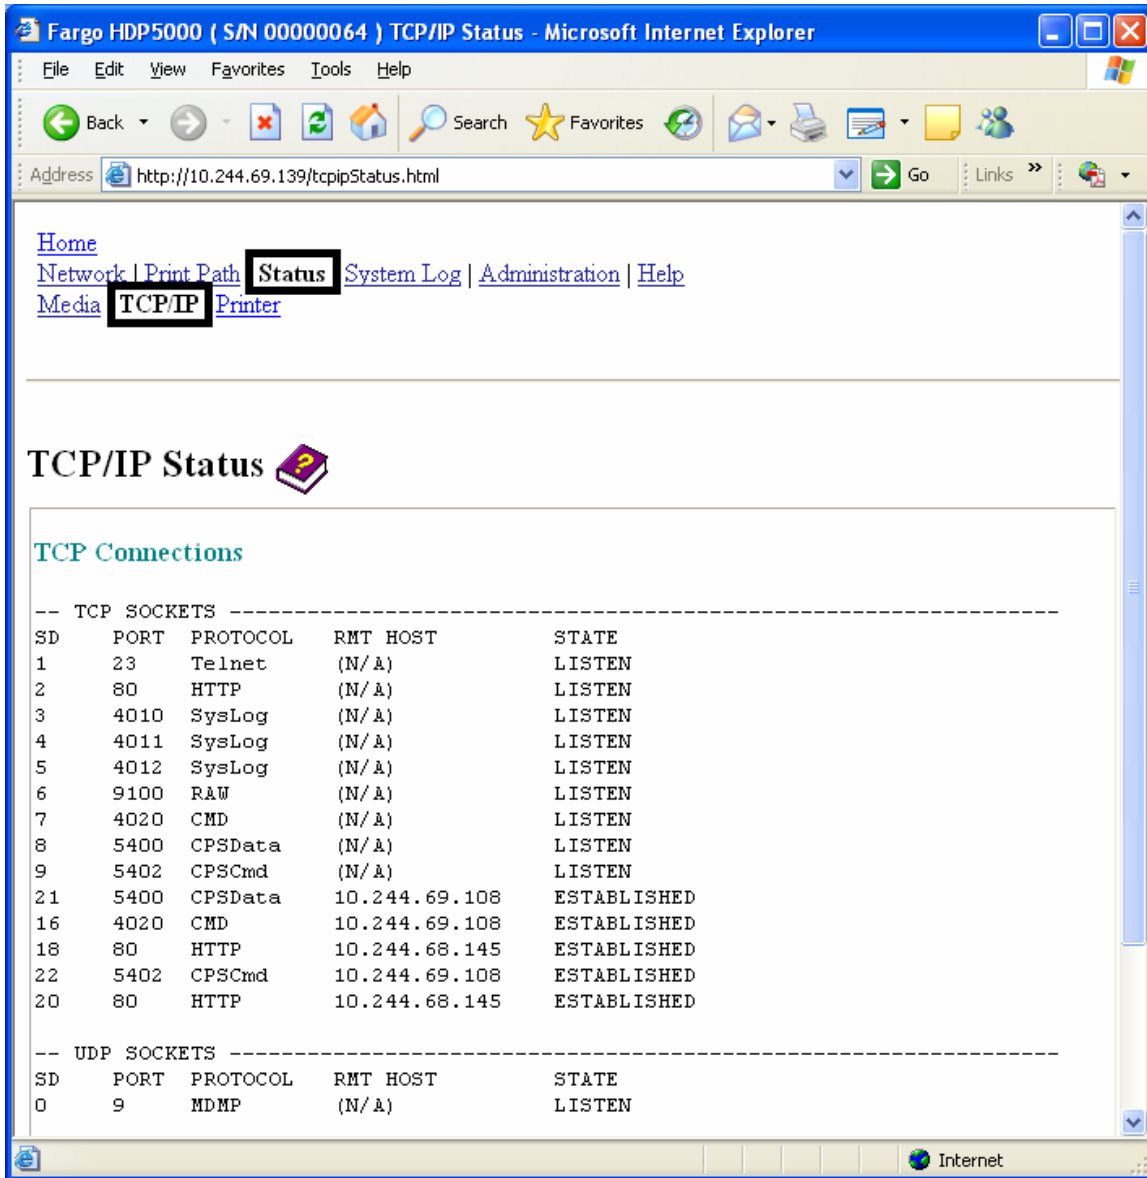 Fargo HDP5000 ( S/N 00000064 ) TCP/IP Status - Microsoft Internet Explorer
File Edit View Favorites Tools Help
Back Search Favorites
Address http://10.244.69.139/tcpipStatus.html Go Links »
Home
Network | Print Path Status System Log | Administration | Help
Media TCP/IP Printer
TCP/IP Status
TCP Connections
-- TCP SOCKETS ----------------------------------------------------------------
SD PORT PROTOCOL RMT HOST STATE
1 23 Telnet (N/A) LISTEN
2 80 HTTP (N/A) LISTEN
3 4010 SysLog (N/A) LISTEN
4 4011 SysLog (N/A) LISTEN
5 4012 SysLog (N/A) LISTEN
6 9100 RAW (N/A) LISTEN
7 4020 CMD (N/A) LISTEN
8 5400 CPSData (N/A) LISTEN
9 5402 CPSCmd (N/A) LISTEN
21 5400 CPSData 10.244.69.108 ESTABLISHED
16 4020 CMD 10.244.69.108 ESTABLISHED
18 80 HTTP 10.244.68.145 ESTABLISHED
22 5402 CPSCmd 10.244.69.108 ESTABLISHED
20 80 HTTP 10.244.68.145 ESTABLISHED
-- UDP SOCKETS ----------------------------------------------------------------
SD PORT PROTOCOL RMT HOST STATE
0 9 MDMP (N/A) LISTEN
Internet